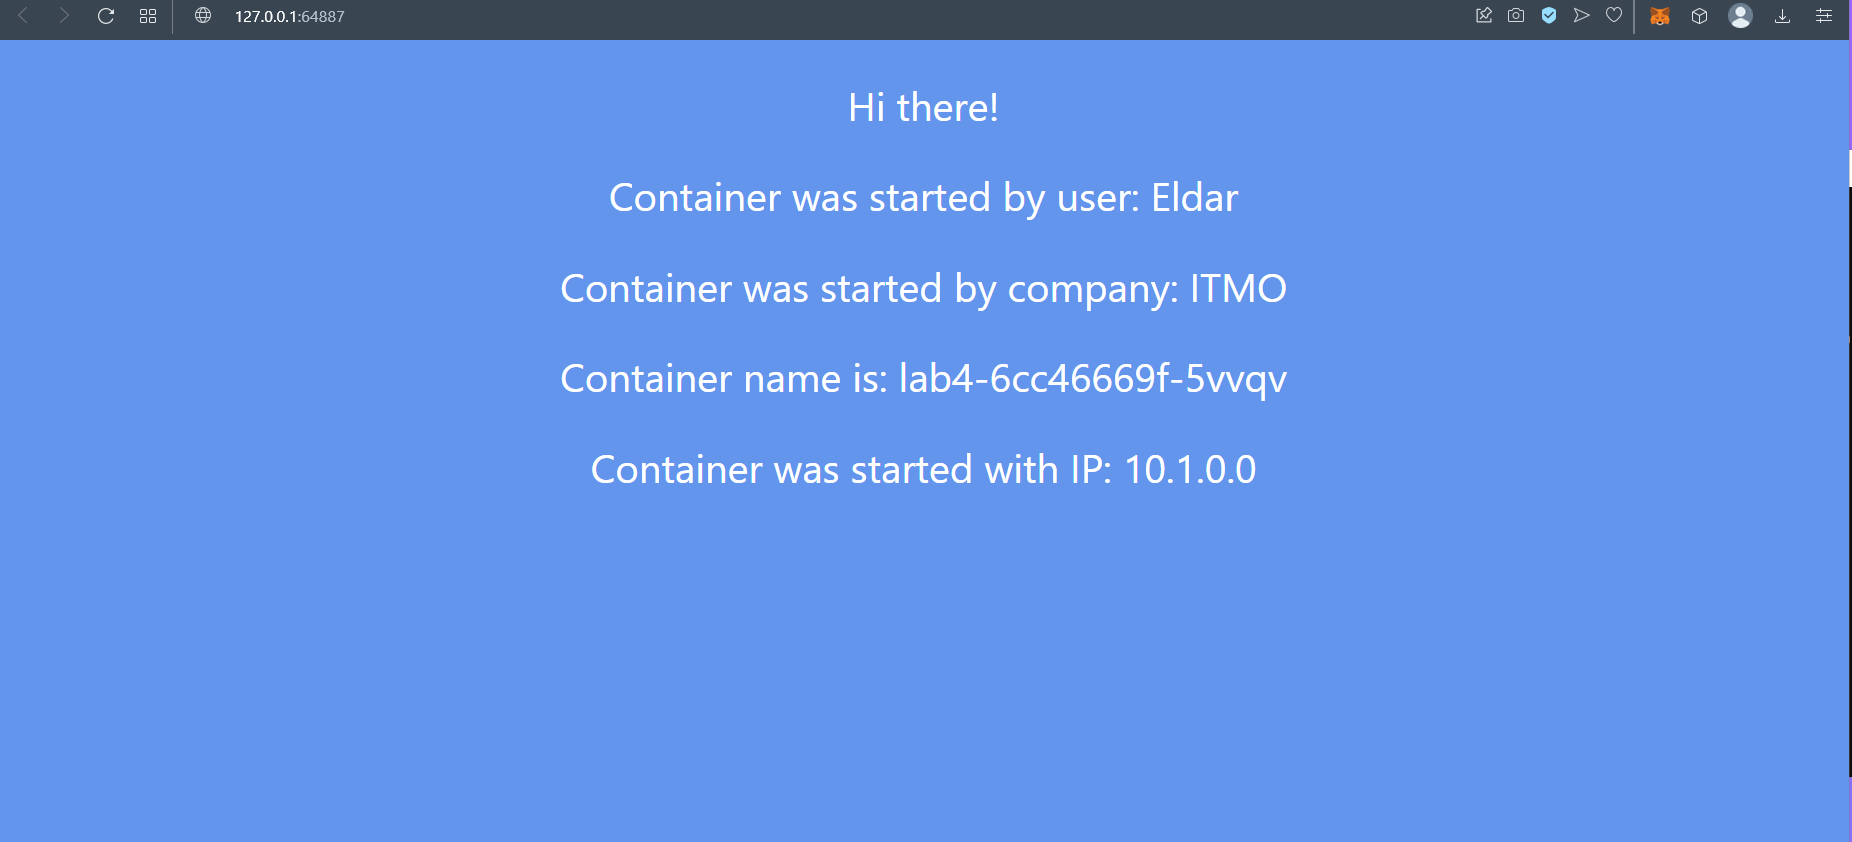 127.0.0.1:64887
Hi there!
Container was started by user: Eldar
Container was started by company: ITMO
Container name is: lab4-6cc46669f-5vvqv
Container was started with IP: 10.1.0.0